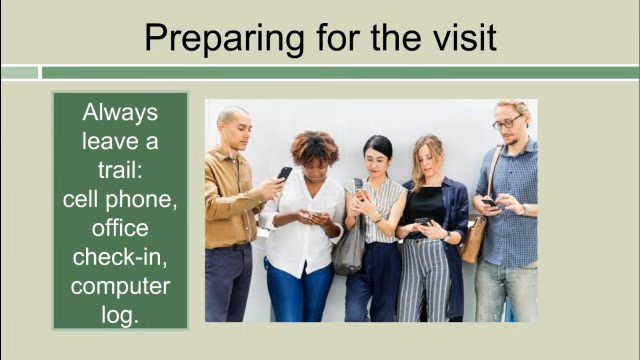 Preparing for the visit
Always
leave a
trail:
cell phone,
office
check-in,
computer
log.